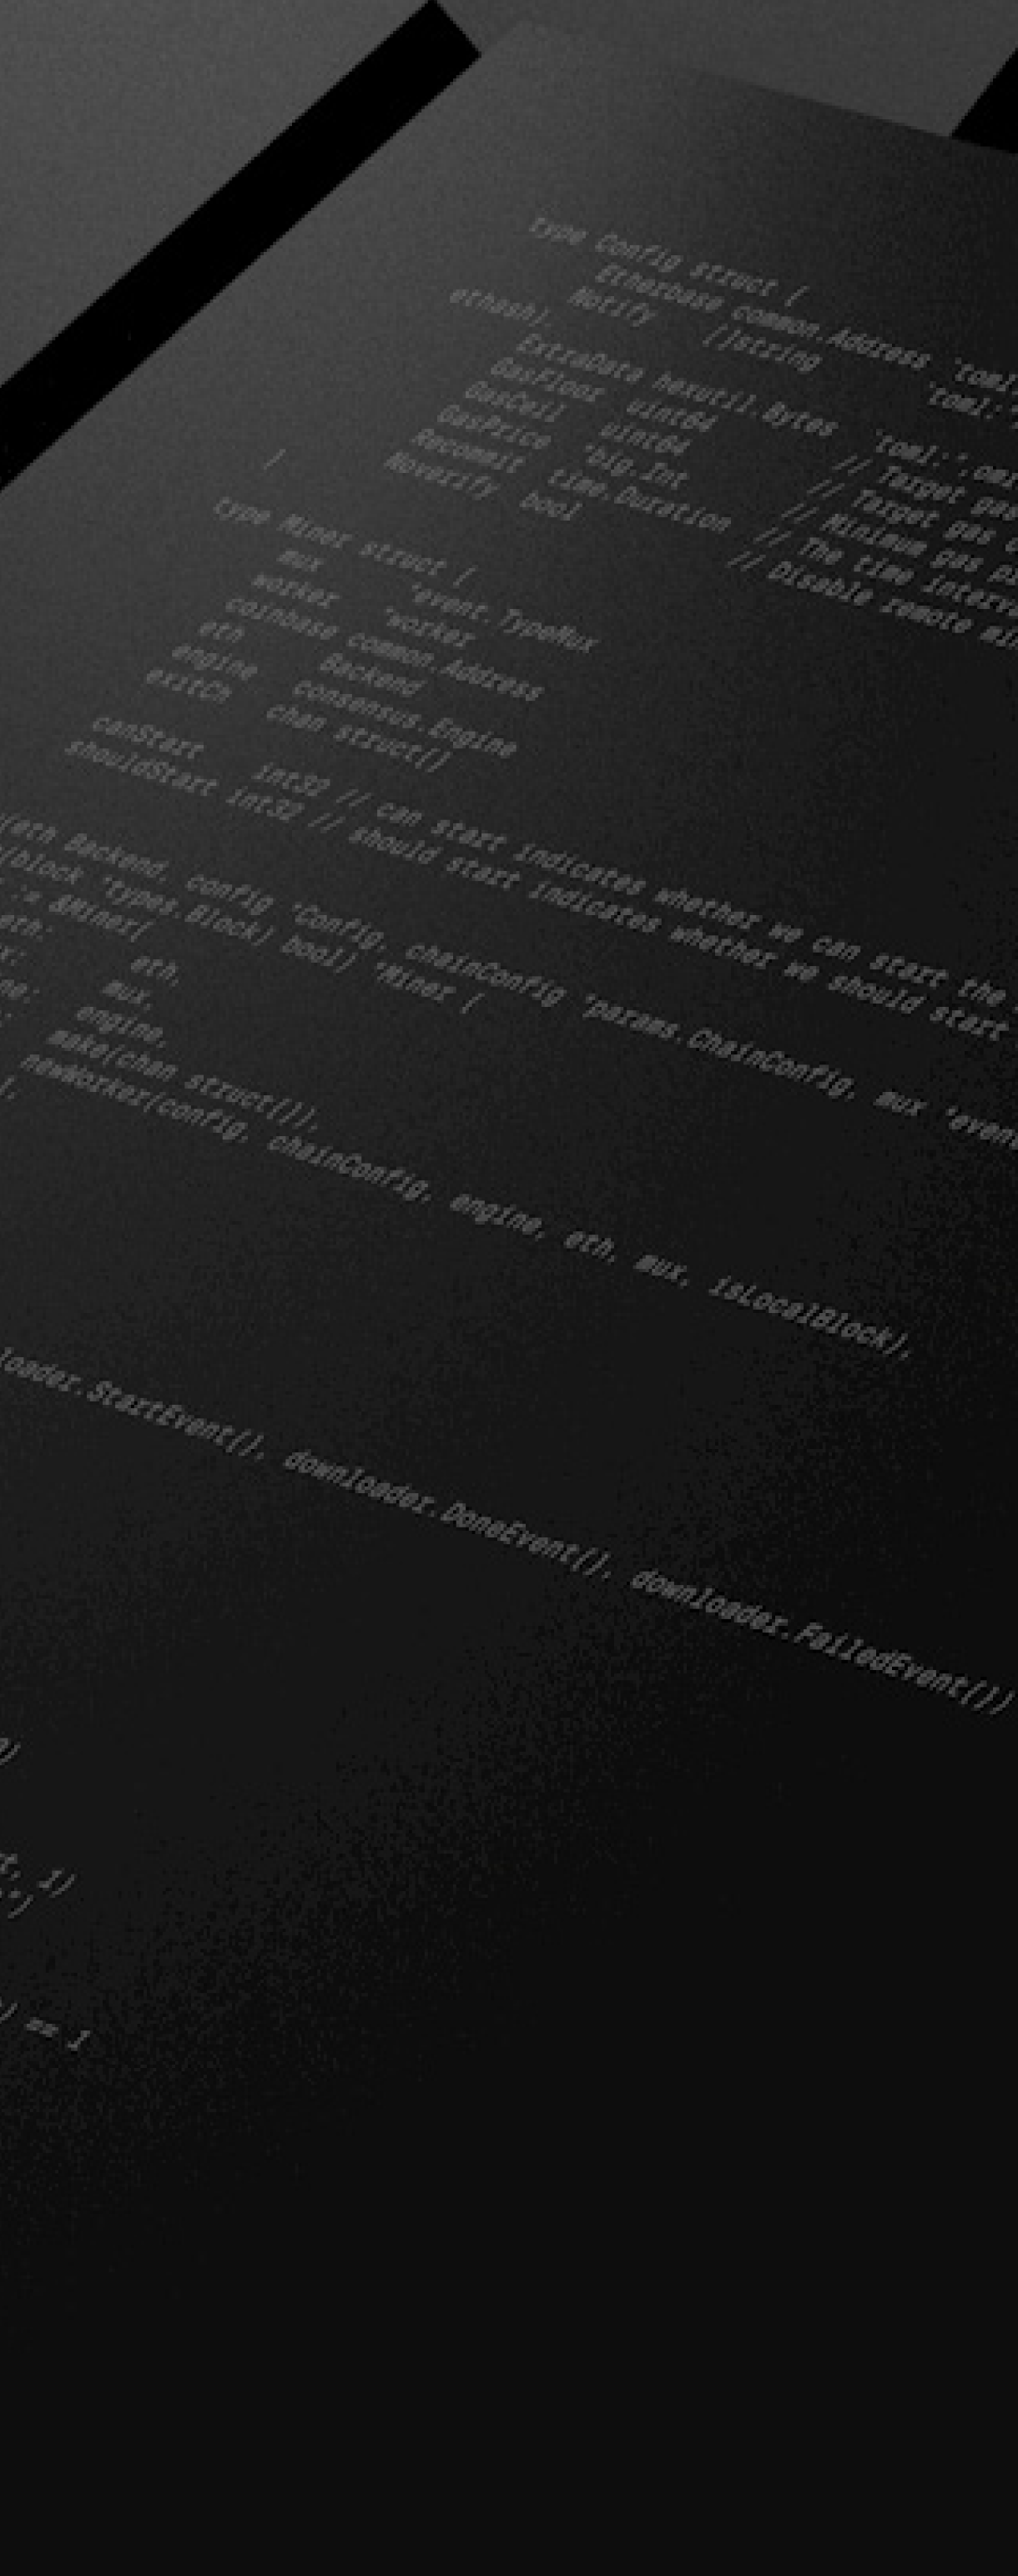 type Config struct {
Etherbase common.Address `toml:
Notify []string `toml:"
ethash).
ExtraData hexutil.Bytes `toml:",omi
GasFloor uint64 // Target gas
GasCeil uint64 // Target gas c
GasPrice *big.Int // Minimum gas p
Recommit time.Duration // The time interv
Noverify bool // Disable remote min
}
type Miner struct {
mux *event.TypeMux
worker *worker
coinbase common.Address
eth Backend
engine consensus.Engine
exitCh chan struct{}
canStart int32 // can start indicates whether we can start the
shouldStart int32 // should start indicates whether we should start
(eth Backend, config *Config, chainConfig *params.ChainConfig, mux *event
(block *types.Block) bool) *Miner {
:= &Miner{
eth: eth,
x: mux,
ne: engine,
: make(chan struct{}),
newWorker(config, chainConfig, engine, eth, mux, isLocalBlock),
),
loader.StartEvent{}, downloader.DoneEvent{}, downloader.FailedEvent{})
0)
rt, 1)
")
) == 1